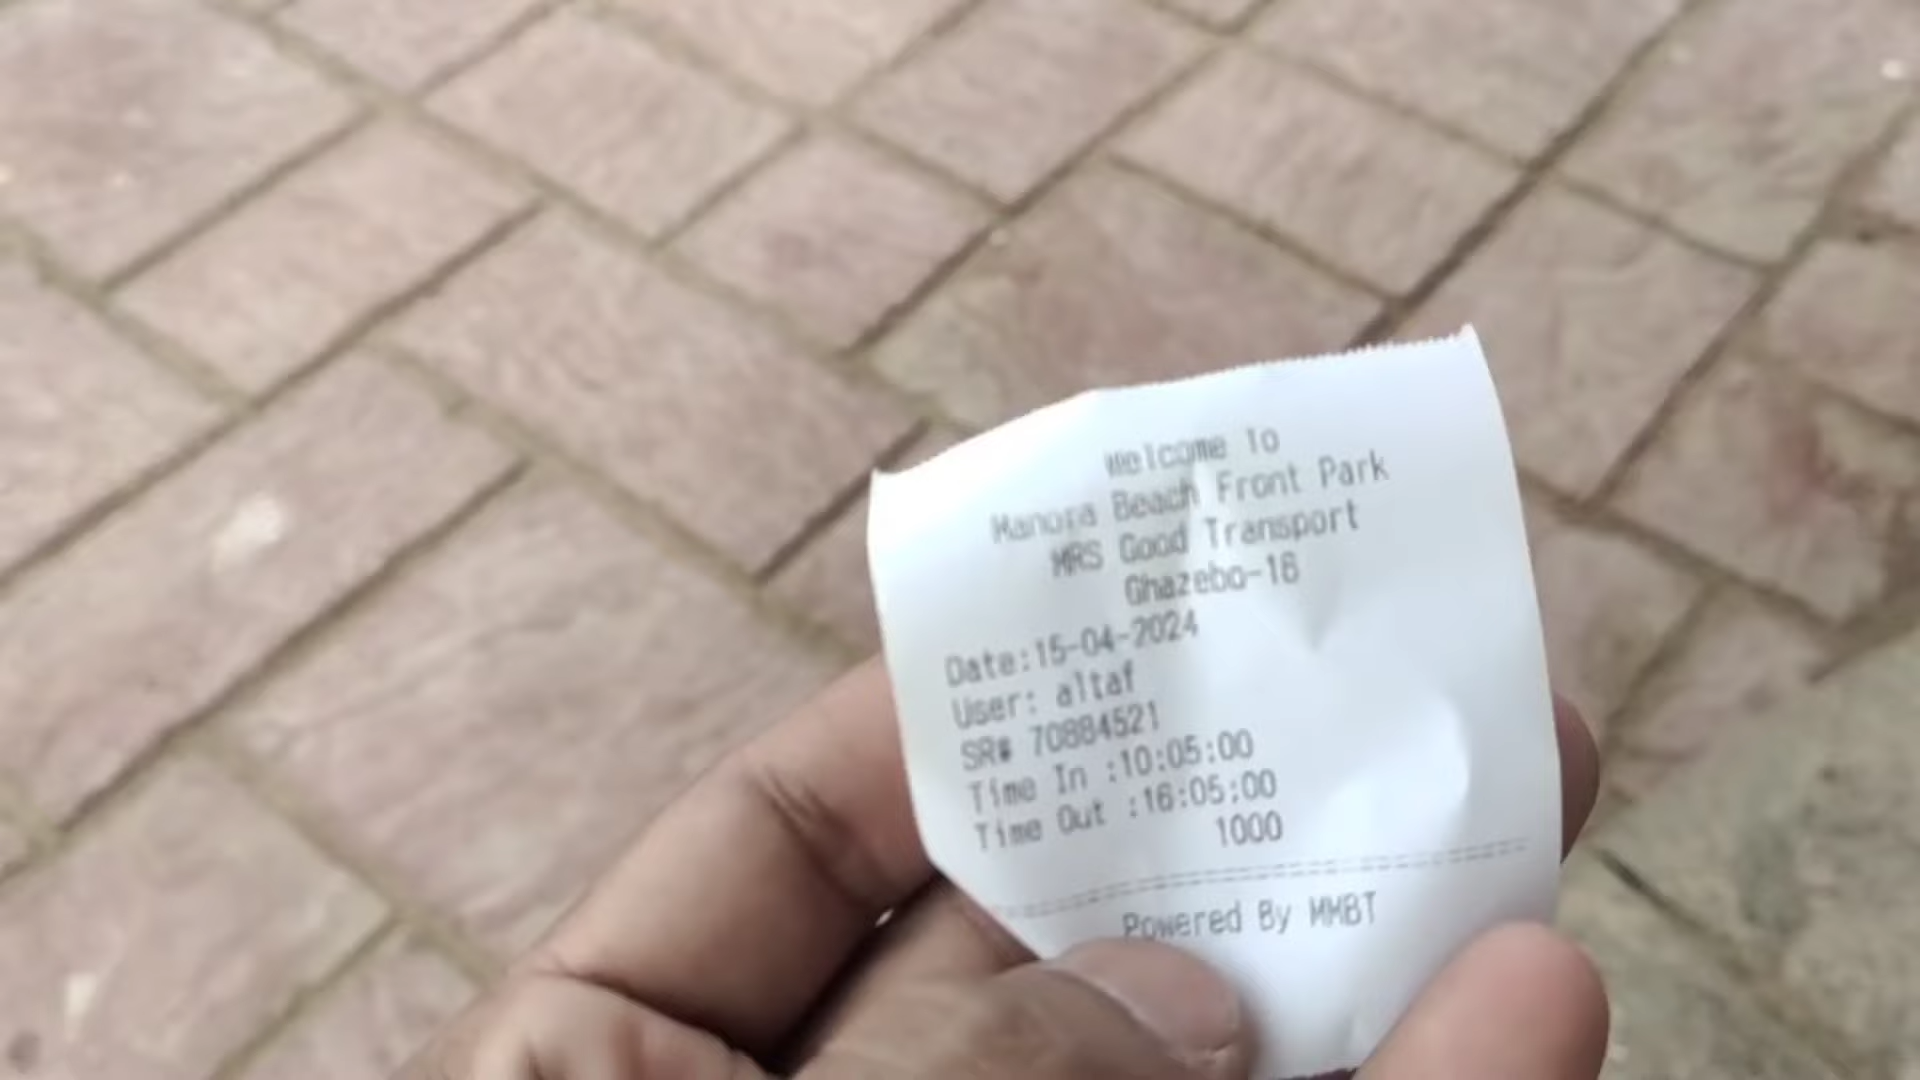 Welcome To
Manora Beach Front Park
MRS Good Transport
Ghazebo-18
Date:15-04-2024
User: altaf
SR# 70884521
Time In :10:05:00
Time Out :16:05:00
1000
Powered By MMBT